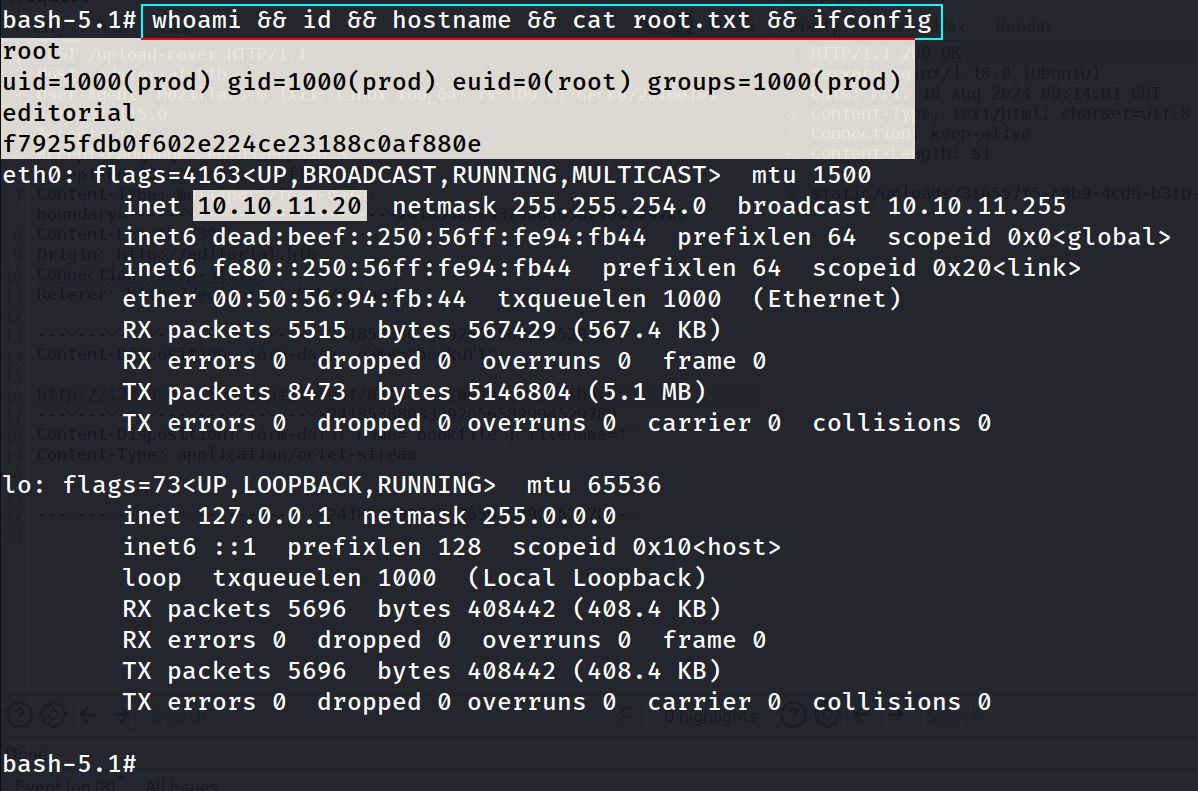 bash-5.1# whoami && id && hostname && cat root.txt && ifconfig
root
uid=1000(prod) gid=1000(prod) euid=0(root) groups=1000(prod)
editorial
f7925fdb0f602e224ce23188c0af880e
eth0: flags=4163<UP,BROADCAST,RUNNING,MULTICAST>  mtu 1500
        inet 10.10.11.20  netmask 255.255.254.0  broadcast 10.10.11.255
        inet6 dead:beef::250:56ff:fe94:fb44  prefixlen 64  scopeid 0x0<global>
        inet6 fe80::250:56ff:fe94:fb44  prefixlen 64  scopeid 0x20<link>
        ether 00:50:56:94:fb:44  txqueuelen 1000  (Ethernet)
        RX packets 5515  bytes 567429 (567.4 KB)
        RX errors 0  dropped 0  overruns 0  frame 0
        TX packets 8473  bytes 5146804 (5.1 MB)
        TX errors 0  dropped 0 overruns 0  carrier 0  collisions 0
lo: flags=73<UP,LOOPBACK,RUNNING>  mtu 65536
        inet 127.0.0.1  netmask 255.0.0.0
        inet6 ::1  prefixlen 128  scopeid 0x10<host>
        loop  txqueuelen 1000  (Local Loopback)
        RX packets 5696  bytes 408442 (408.4 KB)
        RX errors 0  dropped 0  overruns 0  frame 0
        TX packets 5696  bytes 408442 (408.4 KB)
        TX errors 0  dropped 0 overruns 0  carrier 0  collisions 0
bash-5.1#